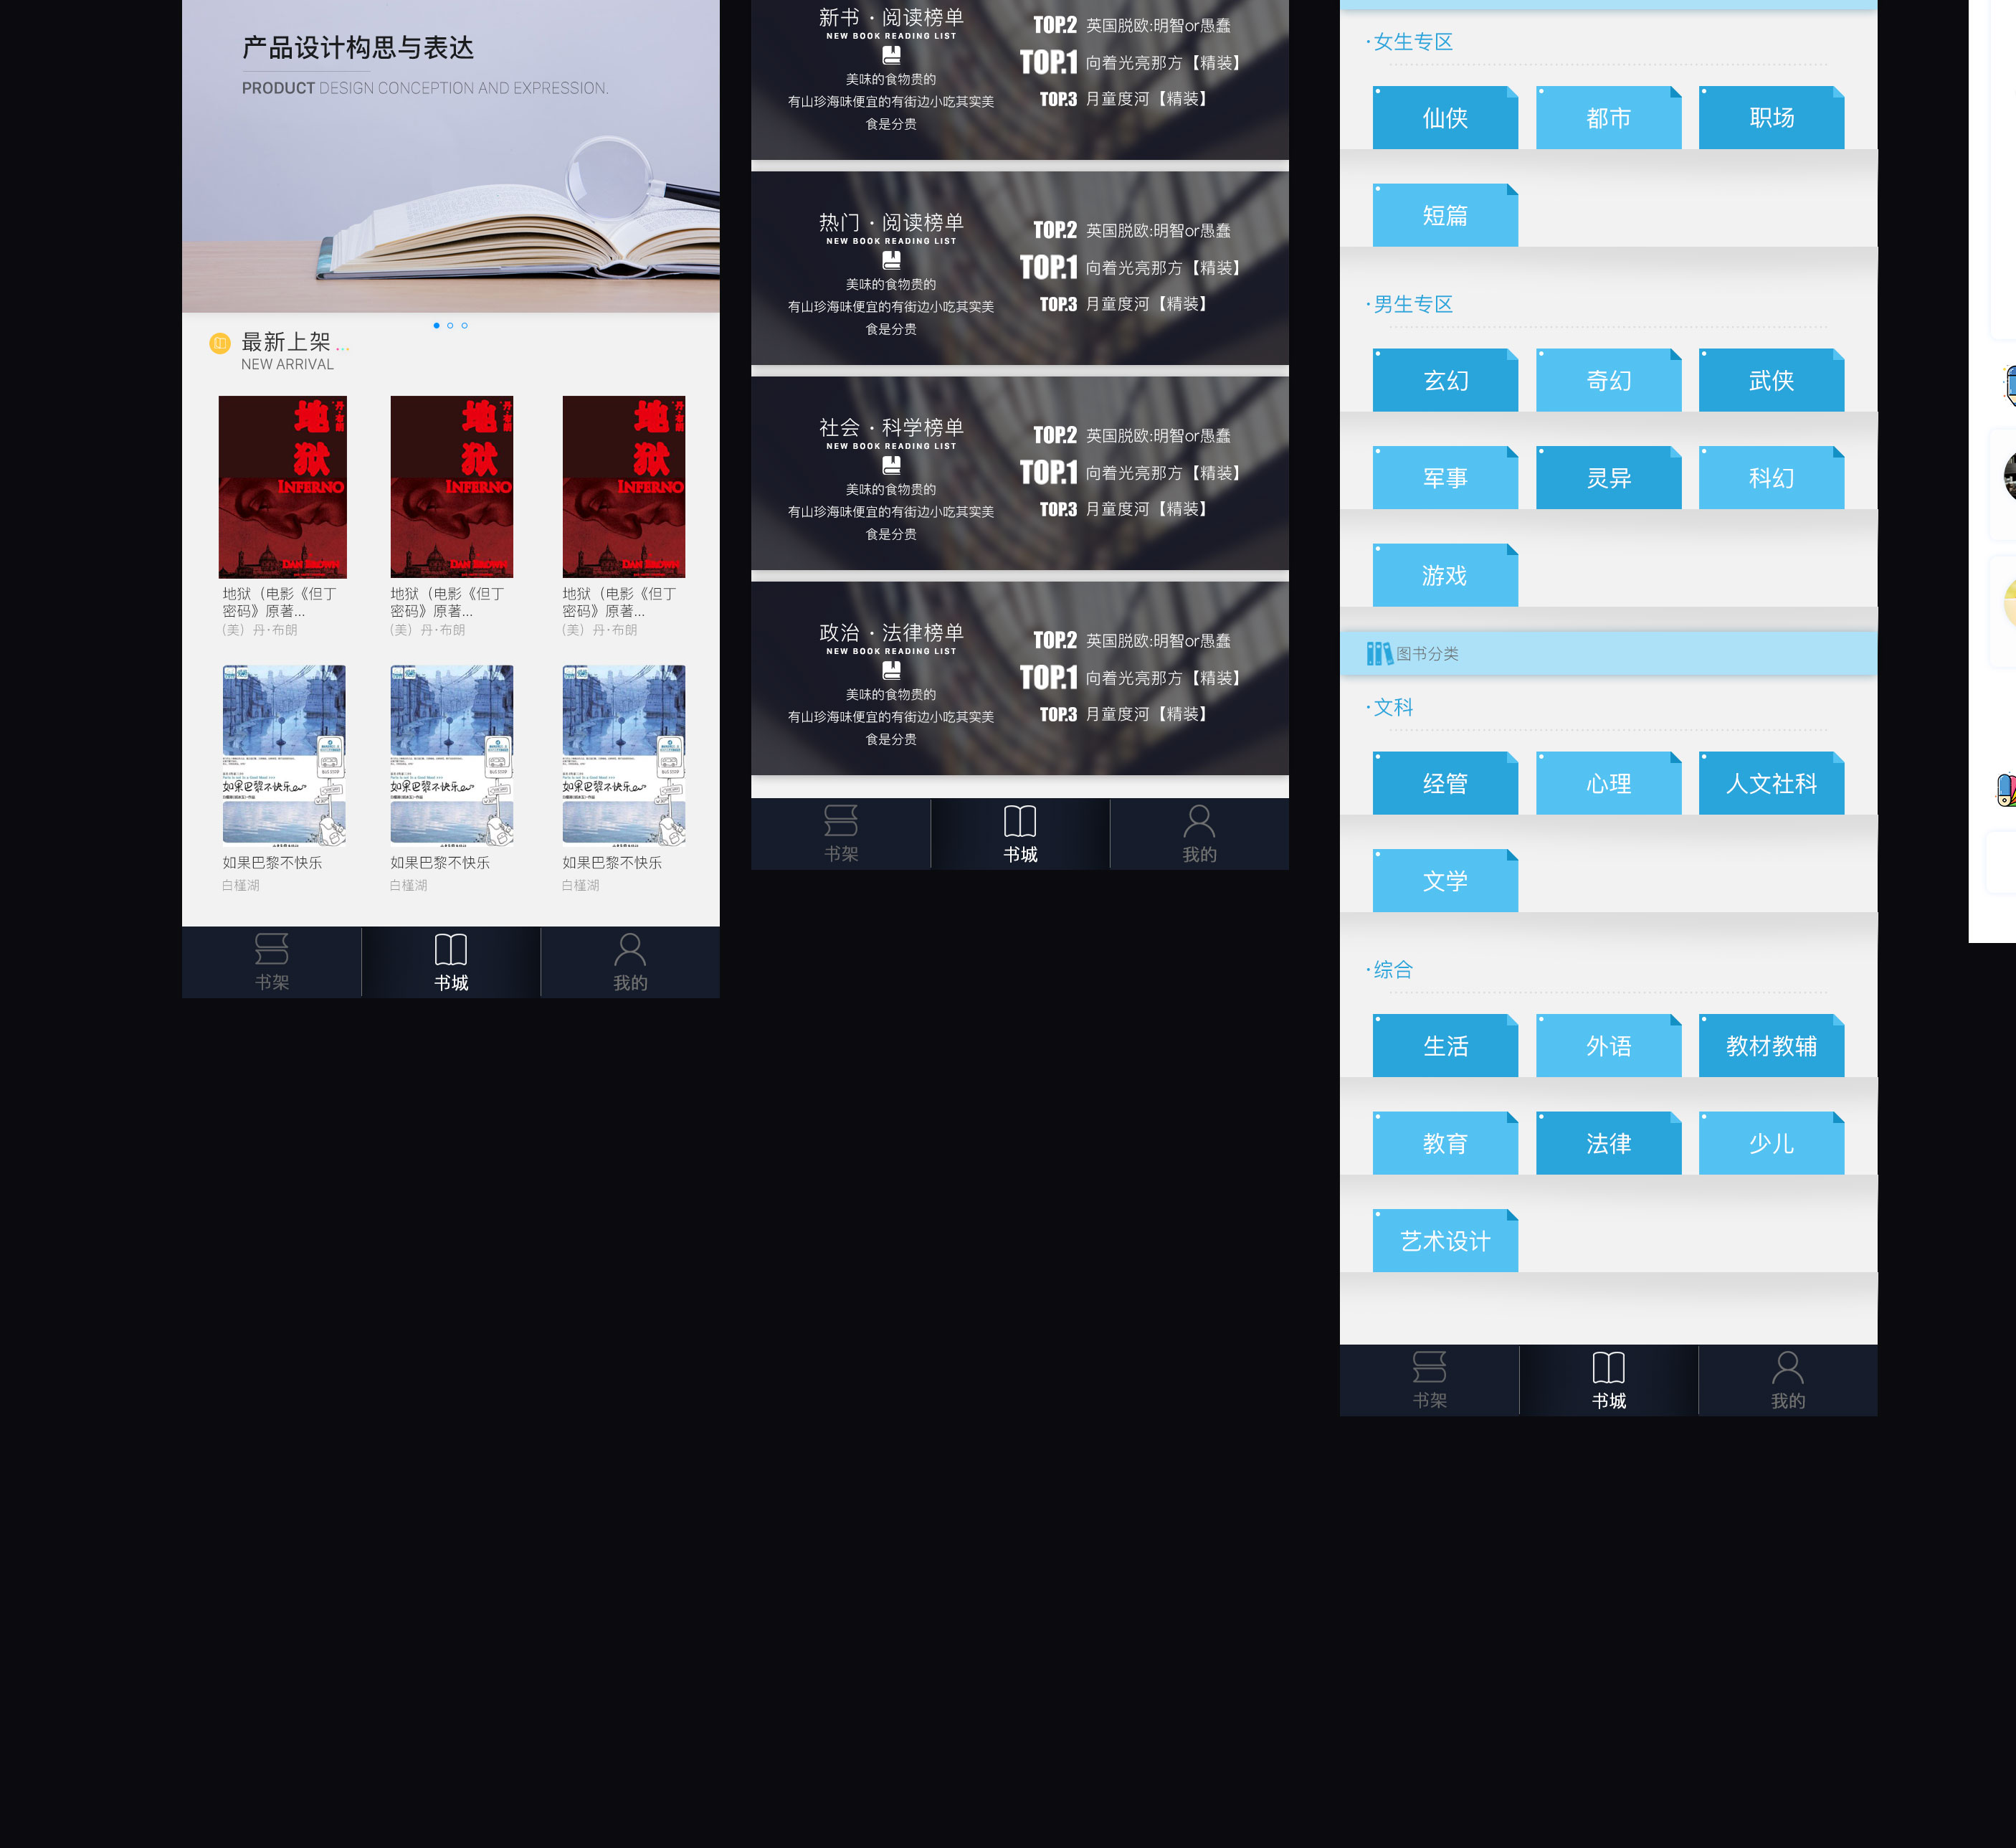 产品设计构思与表达
PRODUCT DESIGN CONCEPTION AND EXPRESSION.
最新上架
NEW ARRIVAL
丹·布朗
地狱
INFERNO
DAN BROWN
丹·布朗
地狱
INFERNO
DAN BROWN
丹·布朗
地狱
INFERNO
DAN BROWN
地狱（电影《但丁
密码》原著...
(美) 丹·布朗
地狱（电影《但丁
密码》原著...
(美) 丹·布朗
地狱（电影《但丁
密码》原著...
(美) 丹·布朗
BUS STOP
如果巴黎不快乐
BUS STOP
如果巴黎不快乐
BUS STOP
如果巴黎不快乐
如果巴黎不快乐
白槿湖
如果巴黎不快乐
白槿湖
如果巴黎不快乐
白槿湖
书架
书城
我的
新书 · 阅读榜单
NEW BOOK READING LIST
美味的食物贵的
有山珍海味便宜的有街边小吃其实美
食是分贵
TOP.2 英国脱欧:明智or愚蠢
TOP.1 向着光亮那方【精装】
TOP.3 月童度河【精装】
热门 · 阅读榜单
NEW BOOK READING LIST
美味的食物贵的
有山珍海味便宜的有街边小吃其实美
食是分贵
TOP.2 英国脱欧:明智or愚蠢
TOP.1 向着光亮那方【精装】
TOP.3 月童度河【精装】
社会 · 科学榜单
NEW BOOK READING LIST
美味的食物贵的
有山珍海味便宜的有街边小吃其实美
食是分贵
TOP.2 英国脱欧:明智or愚蠢
TOP.1 向着光亮那方【精装】
TOP.3 月童度河【精装】
政治 · 法律榜单
NEW BOOK READING LIST
美味的食物贵的
有山珍海味便宜的有街边小吃其实美
食是分贵
TOP.2 英国脱欧:明智or愚蠢
TOP.1 向着光亮那方【精装】
TOP.3 月童度河【精装】
书架
书城
我的
·女生专区
仙侠
都市
职场
短篇
·男生专区
玄幻
奇幻
武侠
军事
灵异
科幻
游戏
图书分类
·文科
经管
心理
人文社科
文学
·综合
生活
外语
教材教辅
教育
法律
少儿
艺术设计
书架
书城
我的